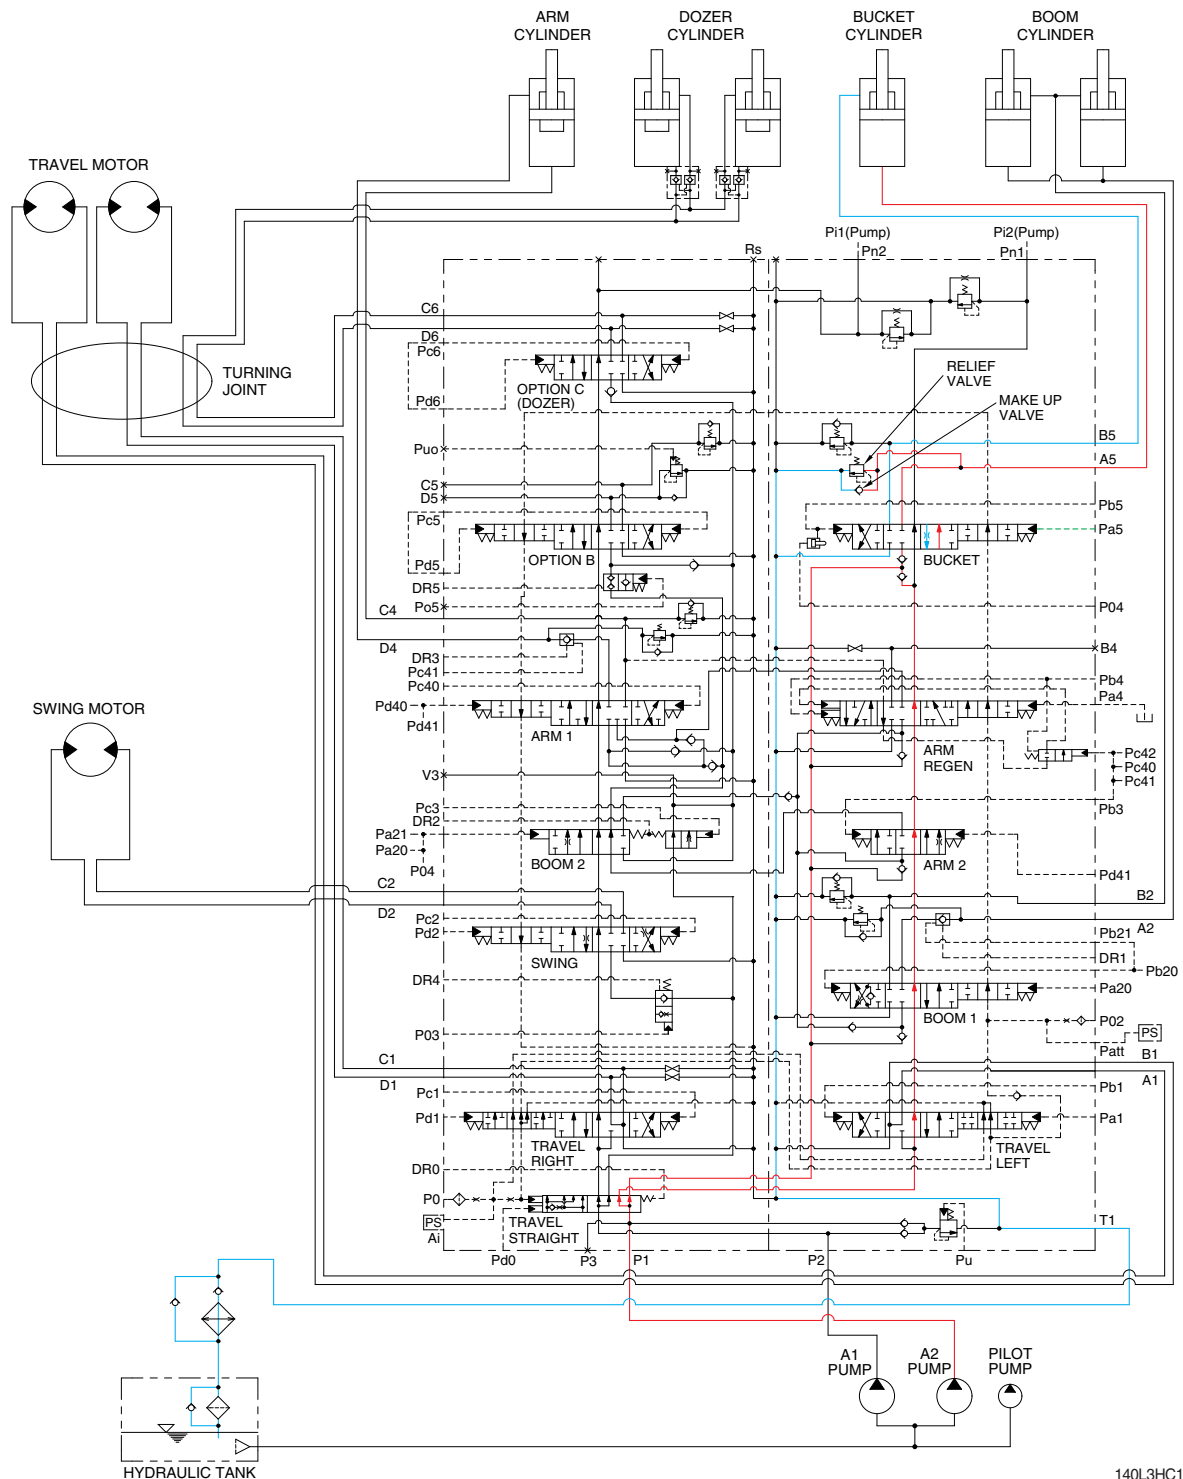 ARM
CYLINDER
DOZER
CYLINDER
BUCKET
CYLINDER
BOOM
CYLINDER
TRAVEL MOTOR
TURNING
JOINT
Pi1(Pump)
Pn2
Pi2(Pump)
Pn1
Rs
C6
D6
Pc6
Pd6
OPTION C
(DOZER)
RELIEF
VALVE
MAKE UP
VALVE
Puo
C5
D5
Pc5
Pd5
OPTION B
DR5
Po5
B5
A5
Pb5
Pa5
BUCKET
P04
C4
D4
DR3
Pc41
Pc40
Pd40
Pd41
ARM 1
B4
Pb4
Pa4
ARM
REGEN
Pc42
Pc40
Pc41
SWING MOTOR
V3
Pc3
DR2
Pa21
Pa20
P04
BOOM 2
Pb3
ARM 2
Pd41
C2
D2
Pc2
Pd2
SWING
DR4
P03
B2
A2
Pb21
DR1
Pb20
Pa20
BOOM 1
P02
PS
Patt
C1
D1
Pc1
Pd1
TRAVEL
RIGHT
B1
A1
Pb1
Pa1
TRAVEL
LEFT
DR0
P0
PS
Ai
TRAVEL
STRAIGHT
Pd0
P3
P1
P2
Pu
T1
A1
PUMP
A2
PUMP
PILOT
PUMP
HYDRAULIC TANK
140L3HC1